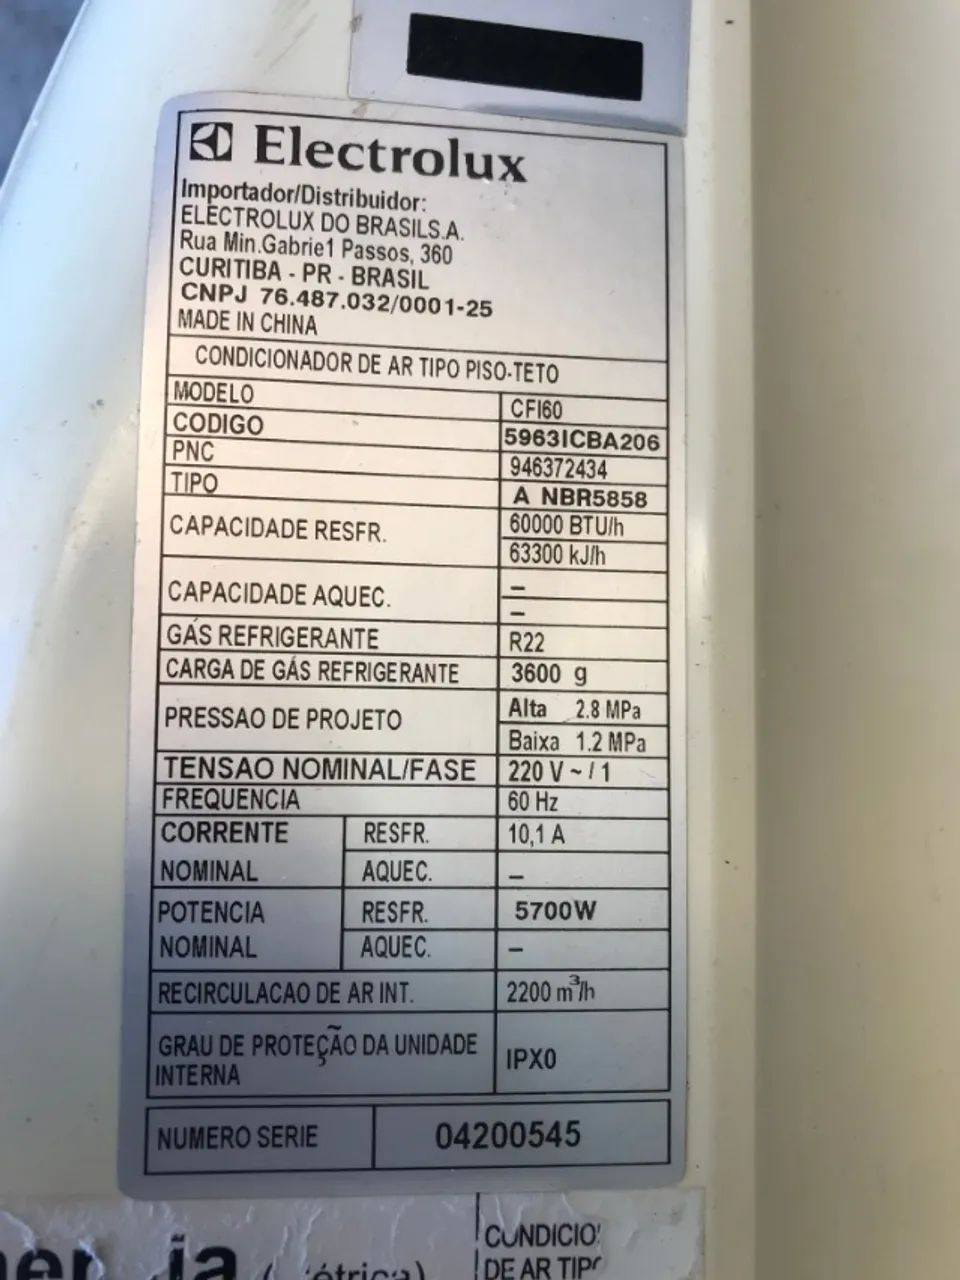 Electrolux
Importador/Distribuidor:
ELECTROLUX DO BRASILS.A.
Rua Min.Gabrie1 Passos, 360
CURITIBA - PR - BRASIL
CNPJ 76.487.032/0001-25
MADE IN CHINA
CONDICIONADOR DE AR TIPO PISO-TETO
MODELO CFI60
CODIGO 5963ICBA206
PNC 946372434
TIPO A NBR5858
CAPACIDADE RESFR. 60000 BTU/h
63300 kJ/h
CAPACIDADE AQUEC. –
–
GÁS REFRIGERANTE R22
CARGA DE GÁS REFRIGERANTE 3600 g
PRESSAO DE PROJETO Alta 2.8 MPa
Baixa 1.2 MPa
TENSAO NOMINAL/FASE 220 V ~ / 1
FREQUENCIA 60 Hz
CORRENTE RESFR. 10,1 A
NOMINAL AQUEC. –
POTENCIA RESFR. 5700W
NOMINAL AQUEC. –
RECIRCULACAO DE AR INT. 2200 m³/h
GRAU DE PROTEÇÃO DA UNIDADE
INTERNA IPX0
NUMERO SERIE 04200545
CONDICIO
DE AR TIP